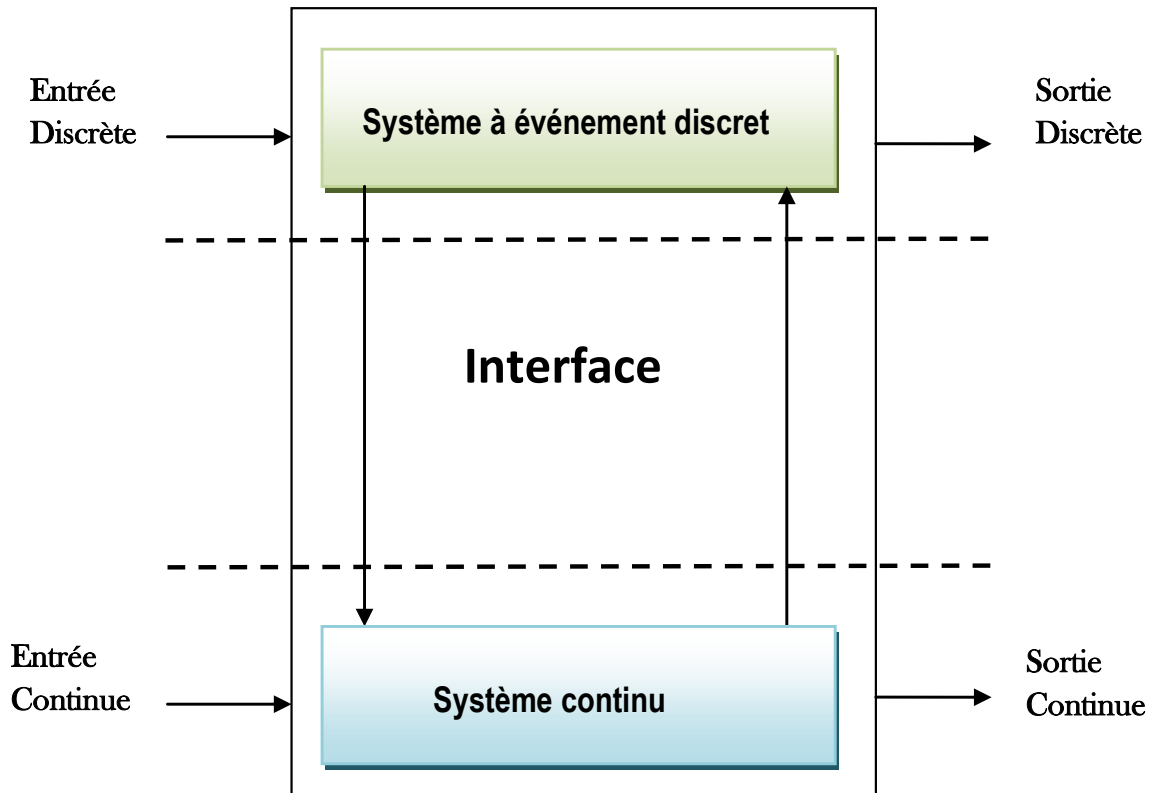 Entrée
Discrète
Système à événement discret
Sortie
Discrète
Interface
Entrée
Continue
Système continu
Sortie
Continue